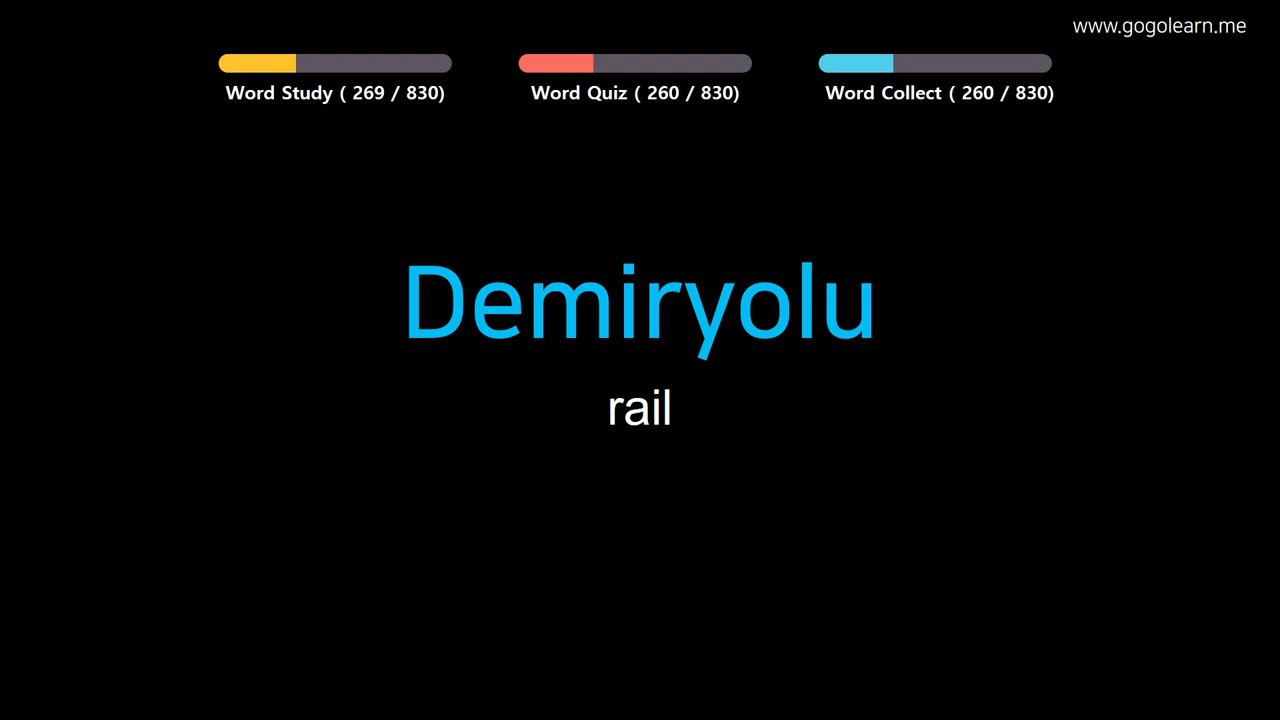 www.gogolearn.me
Word Study ( 269 / 830)
Word Quiz ( 260 / 830)
Word Collect ( 260 / 830)
Demiryolu
rail